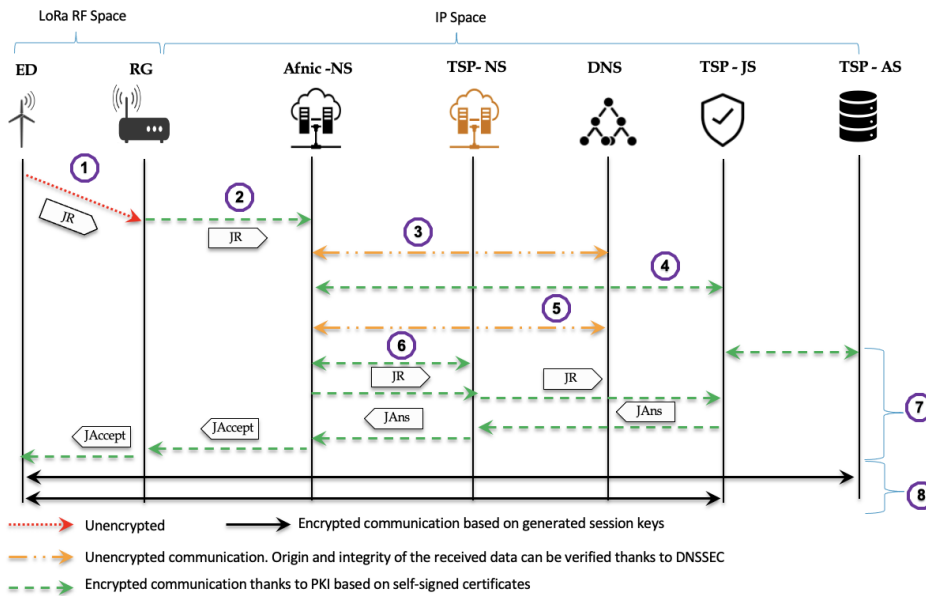 LoRa RF Space
IP Space
ED
RG
Afnic -NS
TSP- NS
DNS
TSP - JS
TSP - AS
1
JR
2
JR
3
4
5
6
JR
JR
JAns
JAns
JAccept
JAccept
7
8
Unencrypted
Encrypted communication based on generated session keys
Unencrypted communication. Origin and integrity of the received data can be verified thanks to DNSSEC
Encrypted communication thanks to PKI based on self-signed certificates